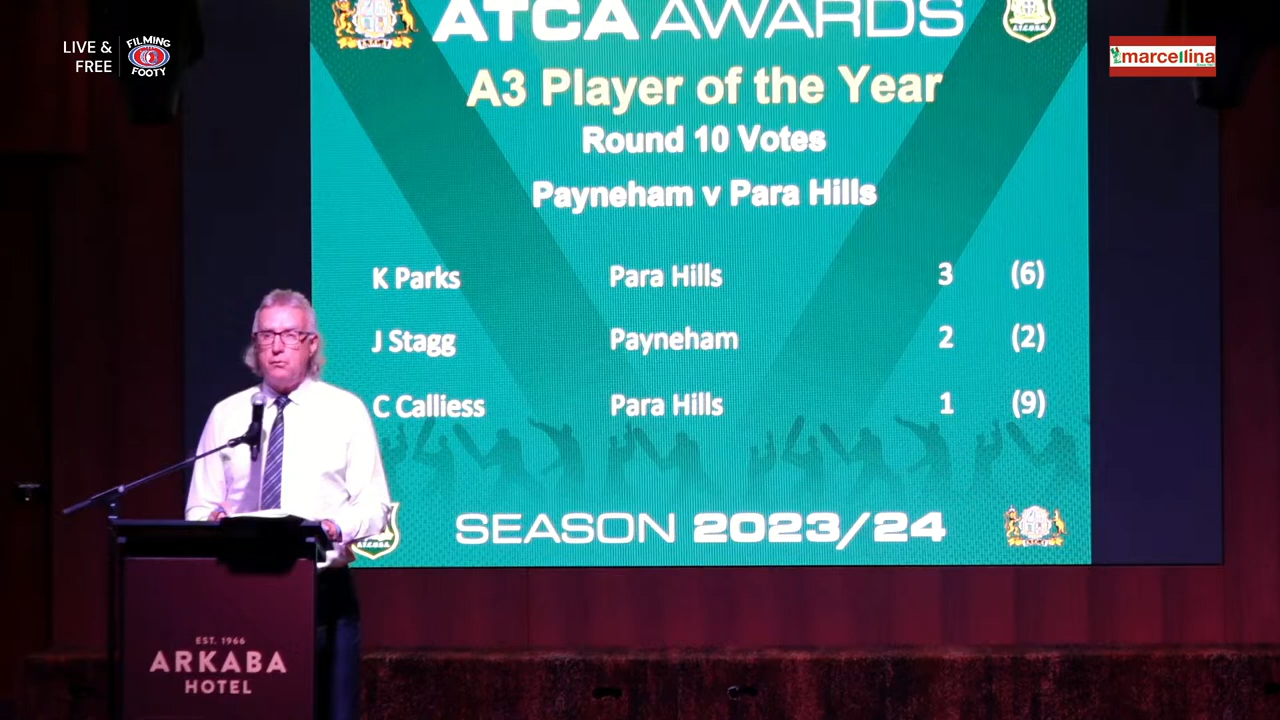 LIVE &
FREE
FILMING
FOOTY
marcellina
ATCA AWARDS
A3 Player of the Year
Round 10 Votes
Payneham v Para Hills
K Parks Para Hills 3 (6)
J Stagg Payneham 2 (2)
C Calliess Para Hills 1 (9)
SEASON 2023/24
EST. 1966
ARKABA
HOTEL